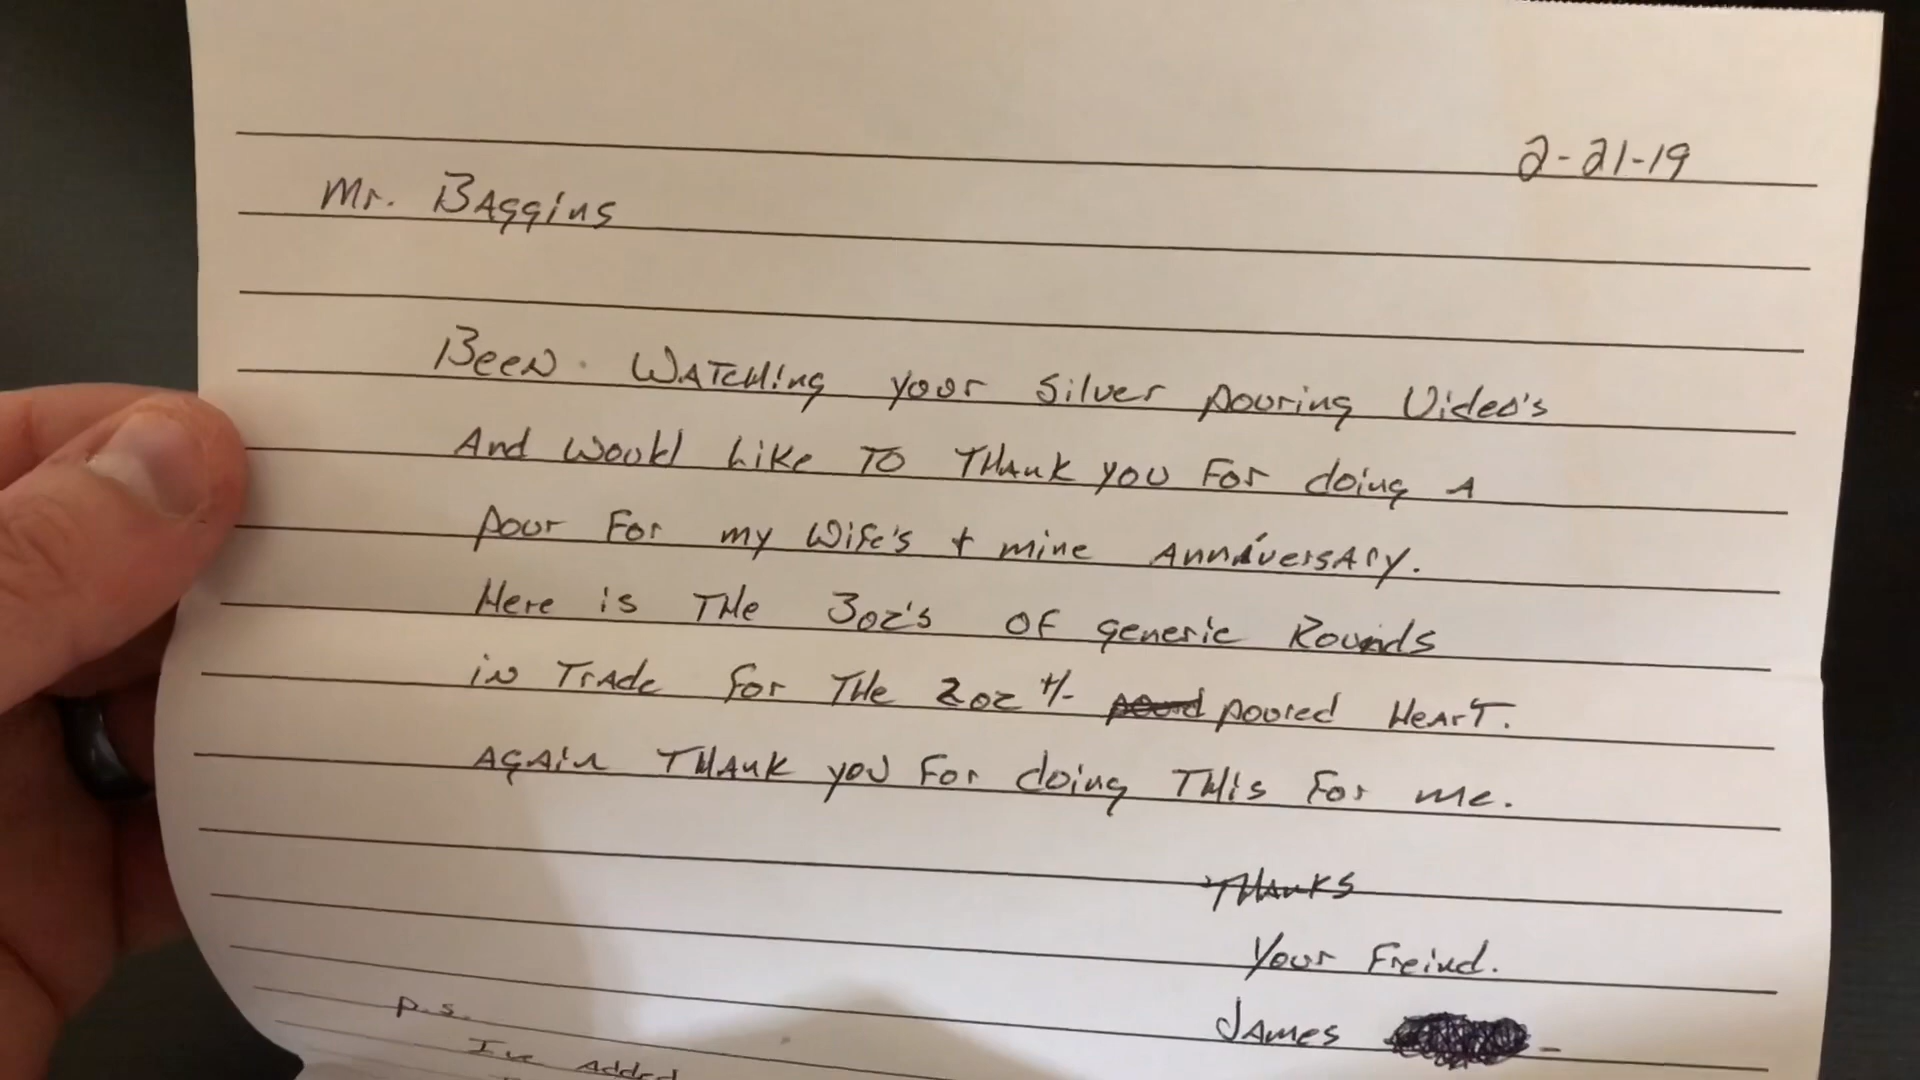 2-21-19
Mr. Baggins
Been Watching your Silver pouring Video's
And would Like To Thank you For doing A
pour For my Wife's + mine Anniversary.
Here is The 3oz's of generic Rounds
in Trade for The 2oz +/- poured Heart.
Again Thank you For doing This For me.
Thanks
Your Freind.
James
p.s.
I've Added